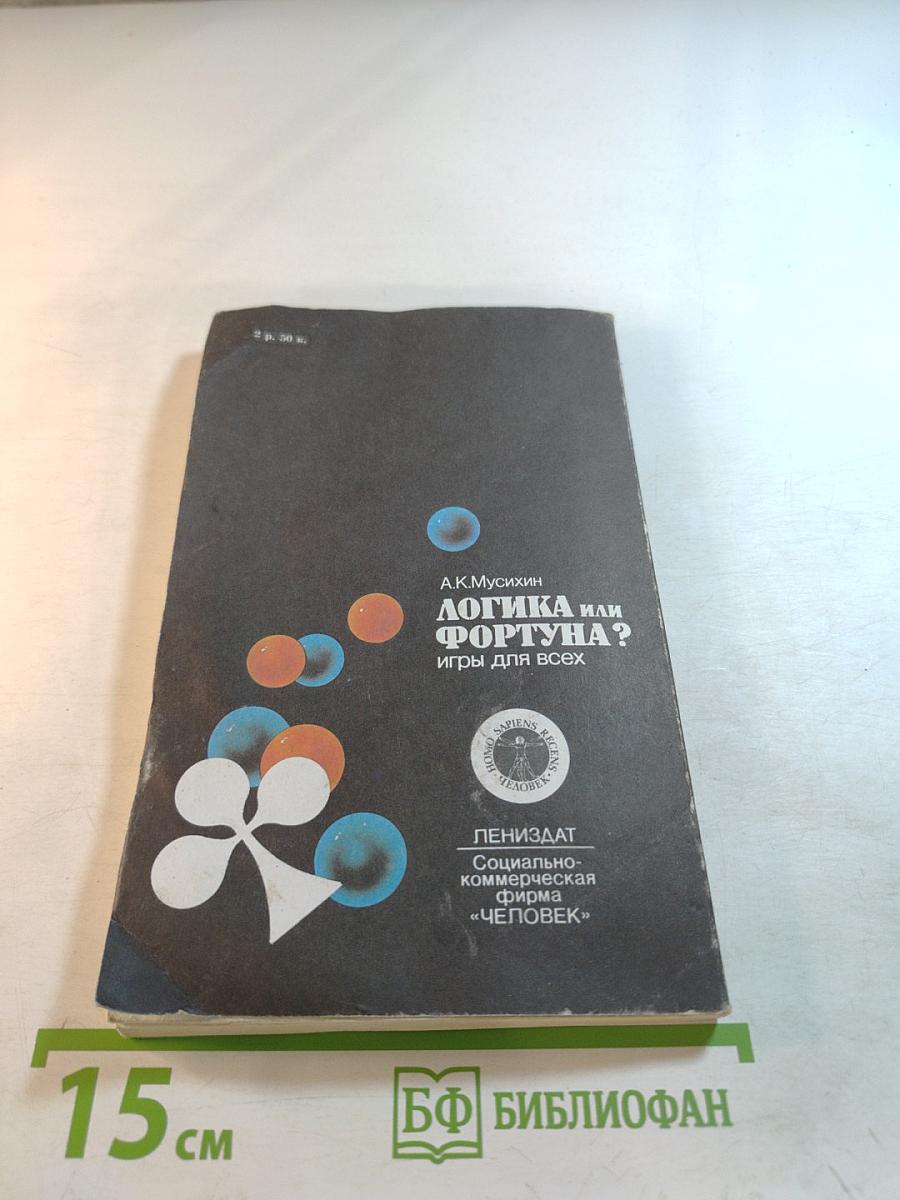 2 р. 50 к.
А.К.Мусихин
ЛОГИКА или
ФОРТУНА?
игры для всех
HOMO SAPIENS RECENS
ЧЕЛОВЕК
ЛЕНИЗДАТ
Социально-
коммерческая
фирма
«ЧЕЛОВЕК»
15 см
БФ БИБЛИОФАН